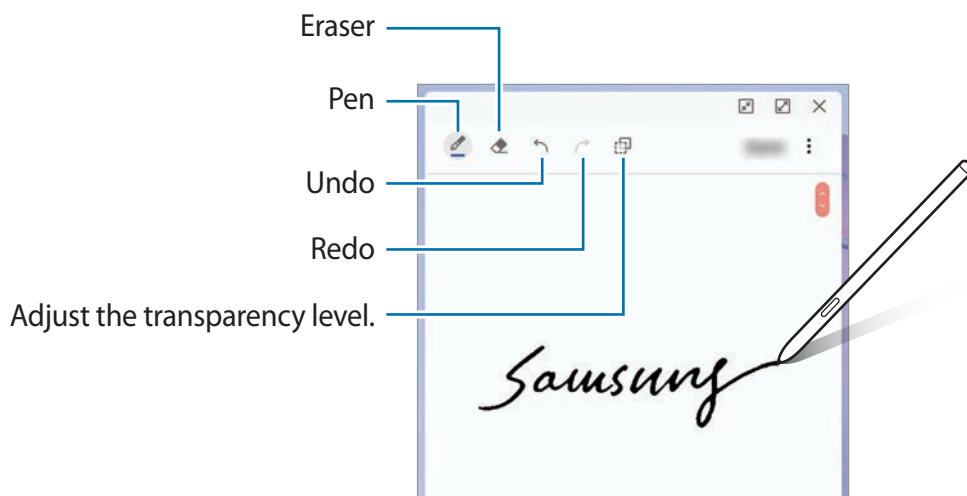 Eraser
Pen
Undo
Redo
Adjust the transparency level.
Samsung